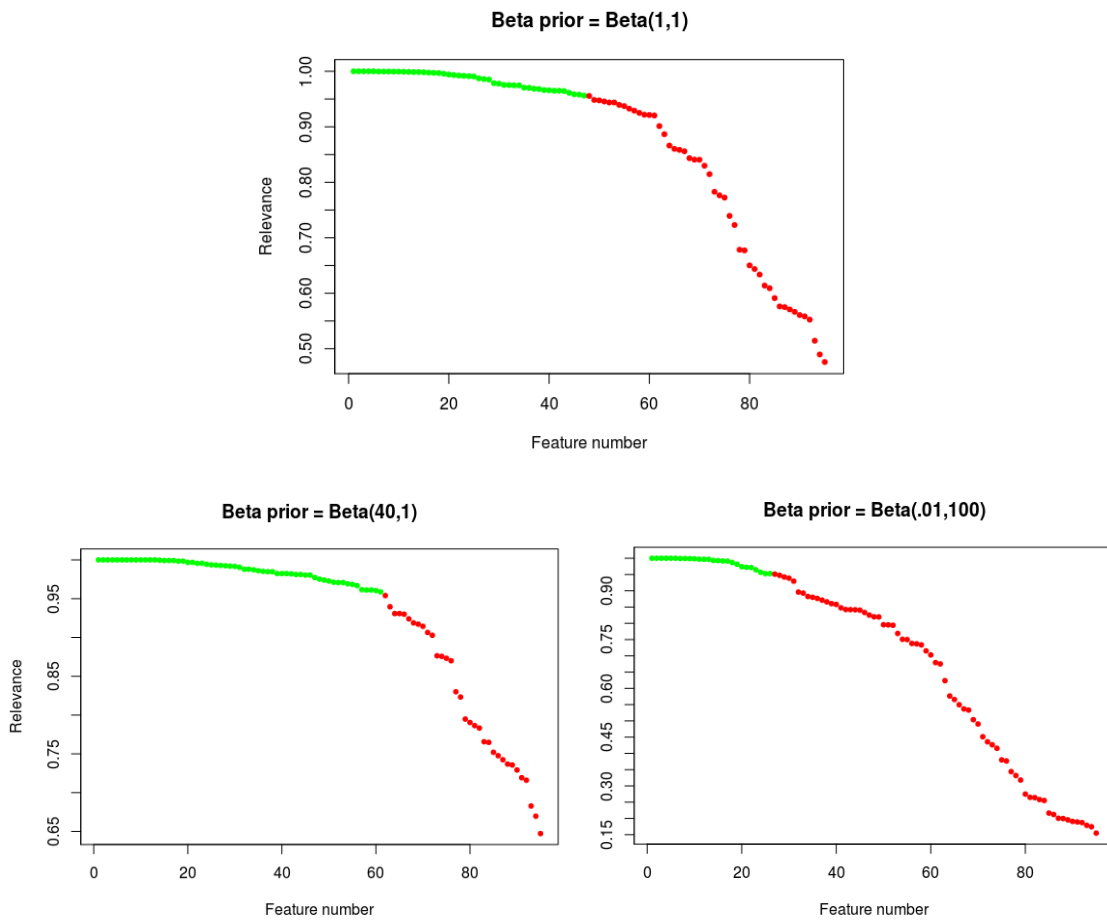 Beta prior = Beta(1,1)
1.00
0.90
0.80
0.70
0.60
0.50
Relevance
0 20 40 60 80
Feature number
Beta prior = Beta(40,1)
0.95
0.85
0.75
0.65
Relevance
0 20 40 60 80
Feature number
Beta prior = Beta(.01,100)
0.90
0.75
0.60
0.45
0.30
0.15
0 20 40 60 80
Feature number